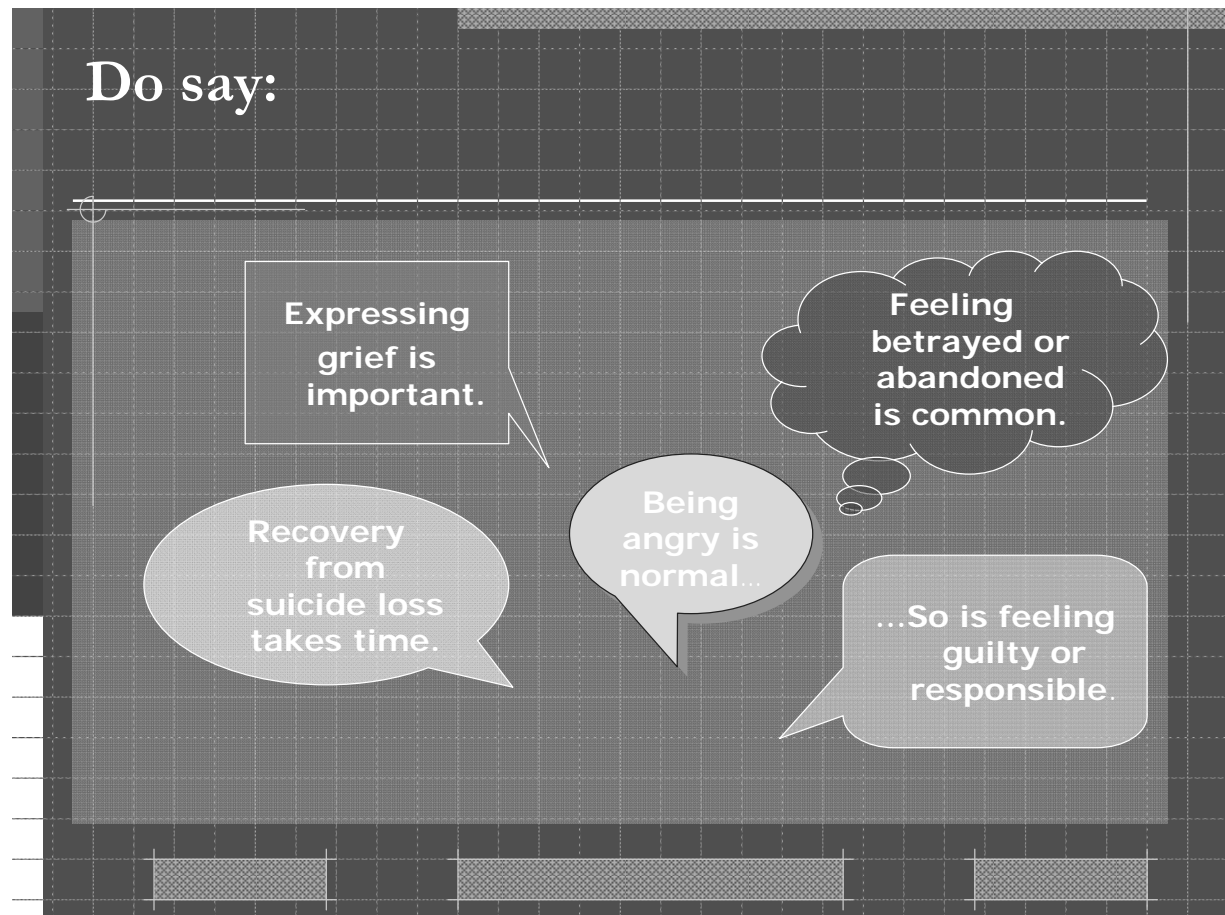 Do say:
Expressing
grief is
important.
Feeling
betrayed or
abandoned
is common.
Recovery
from
suicide loss
takes time.
Being
angry is
normal...
...So is feeling
guilty or
responsible.